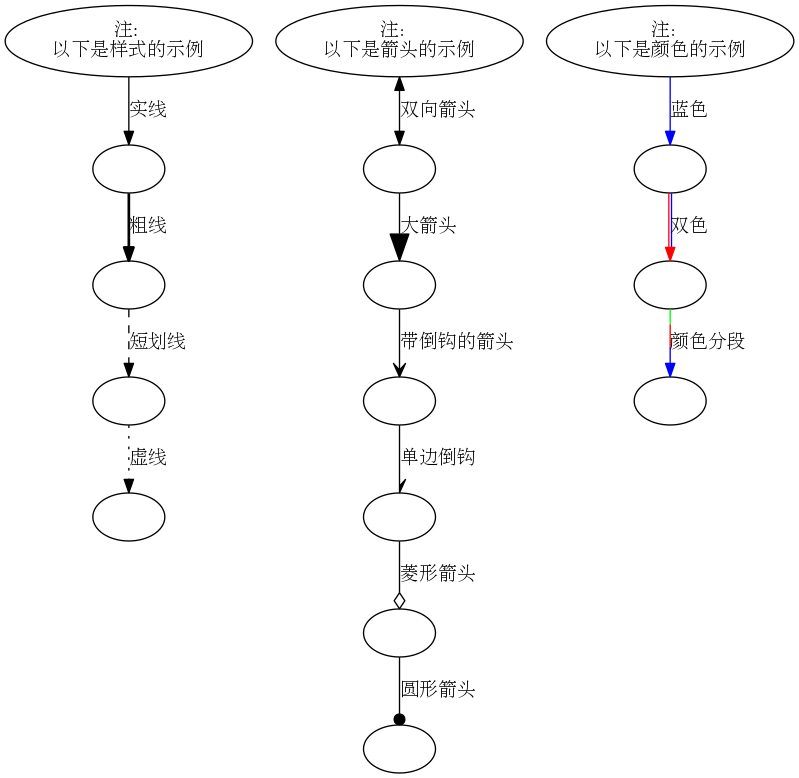 注:
以下是样式的示例
实线
粗线
短划线
虚线
注:
以下是箭头的示例
双向箭头
大箭头
带倒钩的箭头
单边倒钩
菱形箭头
圆形箭头
注:
以下是颜色的示例
蓝色
双色
颜色分段